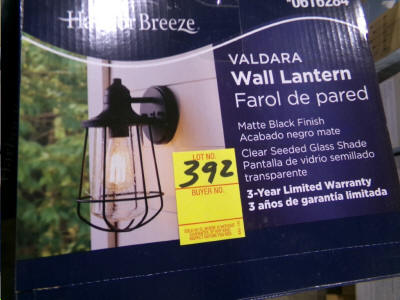 *0616284
Breeze
VALDARA
Wall Lantern
Farol de pared
Matte Black Finish
Acabado negro mate
Clear Seeded Glass Shade
Pantalla de vidrio semillado
transparente
3-Year Limited Warranty
3 años de garantía limitada
LOT NO.
392
BUYER NO.